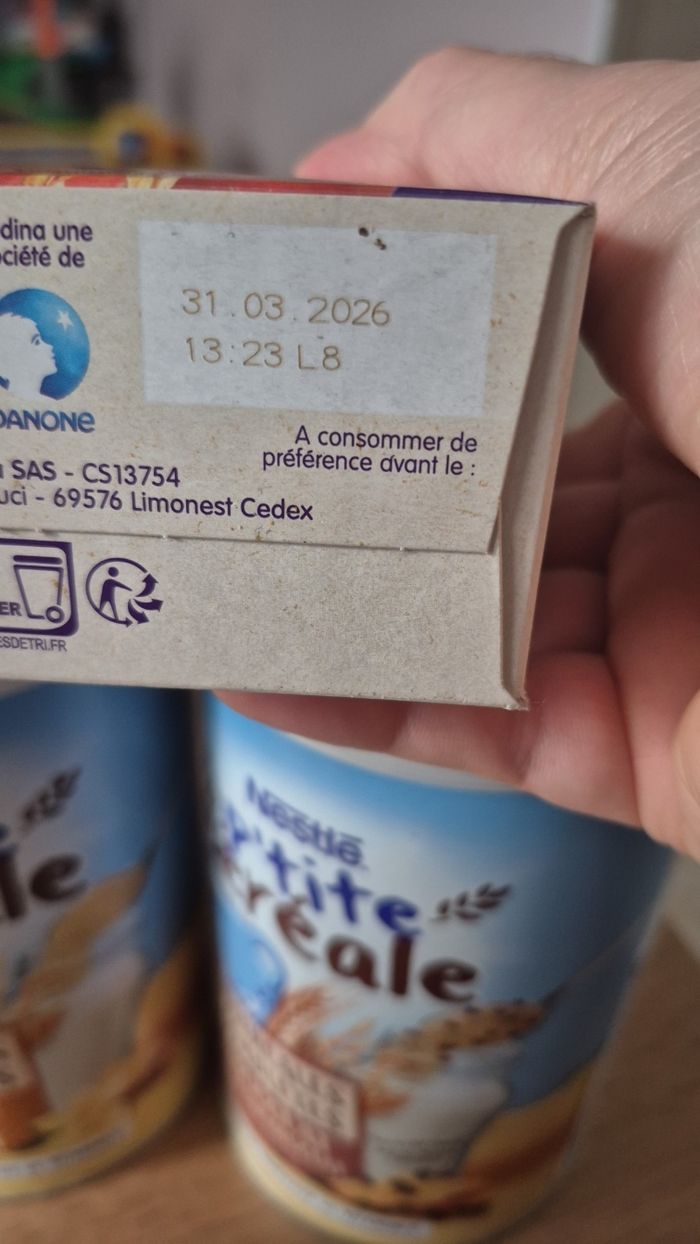 dina une
ciété de
31.03.2026
13:23 L8
DANONE
A consommer de
préférence avant le :
SAS - CS13754
uci - 69576 Limonest Cedex
ER
ESDETRI.FR
Nestlé
P'tite
Céréale
le